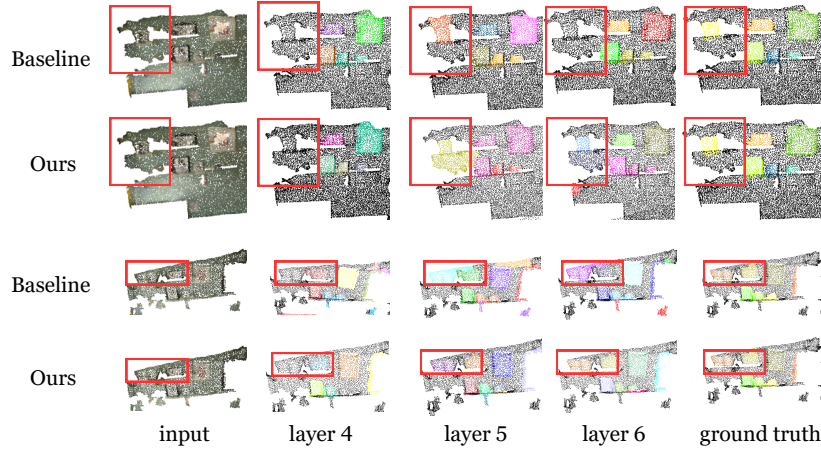 Baseline
Ours
Baseline
Ours
input layer 4 layer 5 layer 6 ground truth